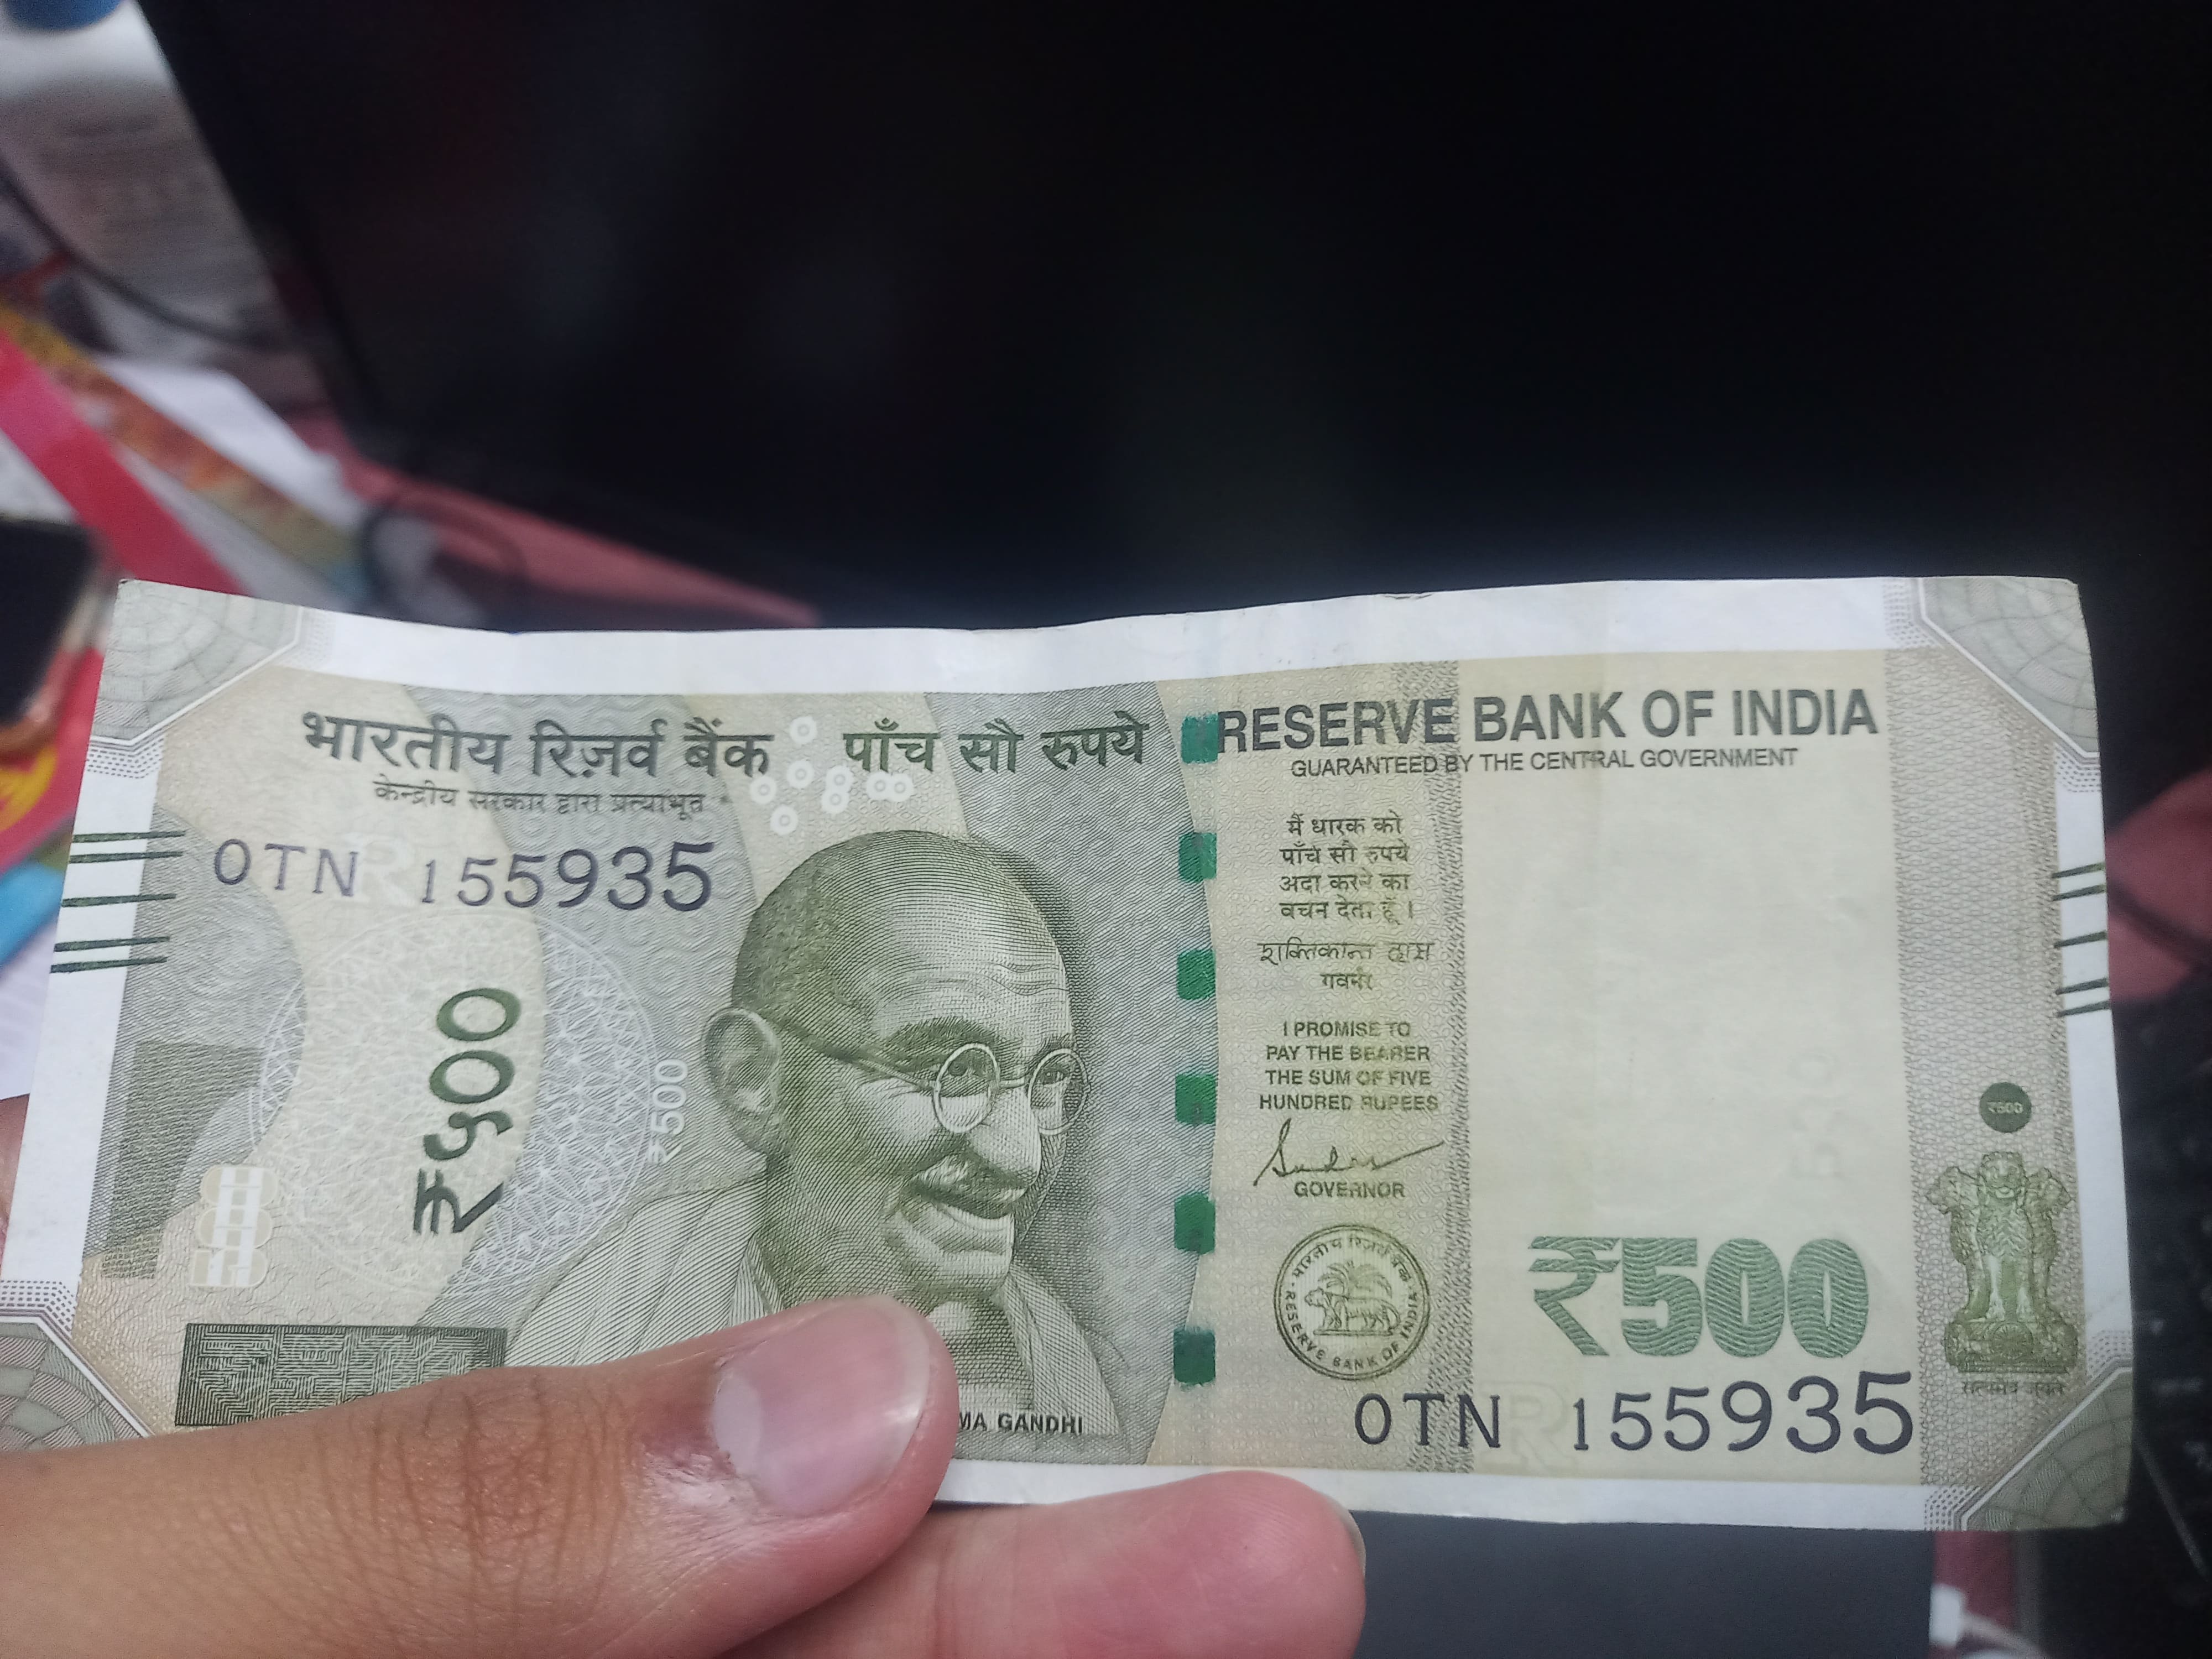 भारतीय रिज़र्व बैंक पाँच सौ रुपये
केन्द्रीय सरकार द्वारा प्रत्याभूत
0TN 155935
₹५00
₹500
MA GANDHI
RESERVE BANK OF INDIA
GUARANTEED BY THE CENTRAL GOVERNMENT
मैं धारक को
पाँच सौ रुपये
अदा करने का
वचन देता हूँ ।
शक्तिकान्त दास
गवर्नर
I PROMISE TO
PAY THE BEARER
THE SUM OF FIVE
HUNDRED RUPEES
GOVERNOR
भारतीय रिज़र्व बैंक
RESERVE BANK OF INDIA
₹500
₹500
0TN 155935
सत्यमेव जयते